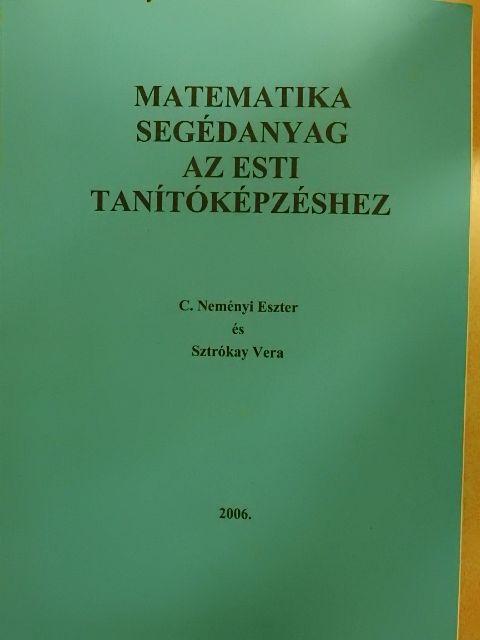 MATEMATIKA
SEGÉDANYAG
AZ ESTI
TANÍTÓKÉPZÉSHEZ
C. Neményi Eszter
és
Sztrókay Vera
2006.